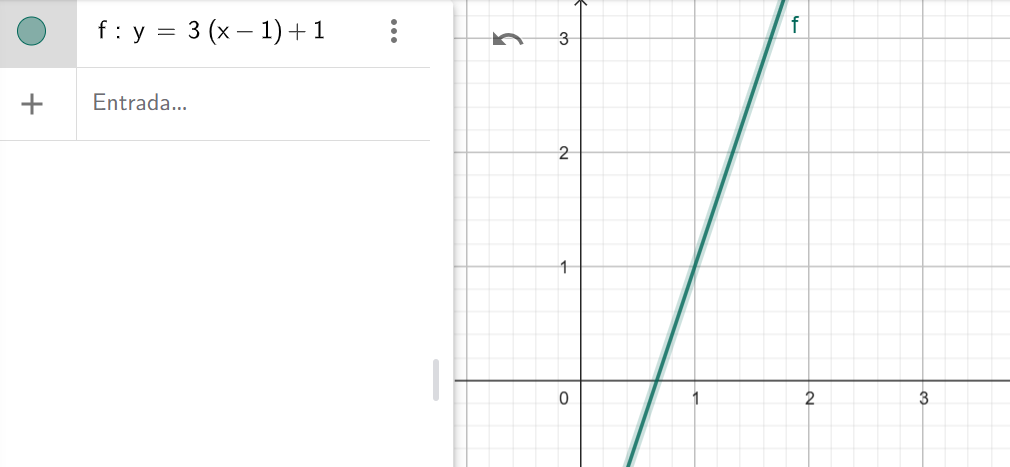 f : y = 3 (x – 1) + 1
Entrada...
f
3
2
1
0
1
2
3